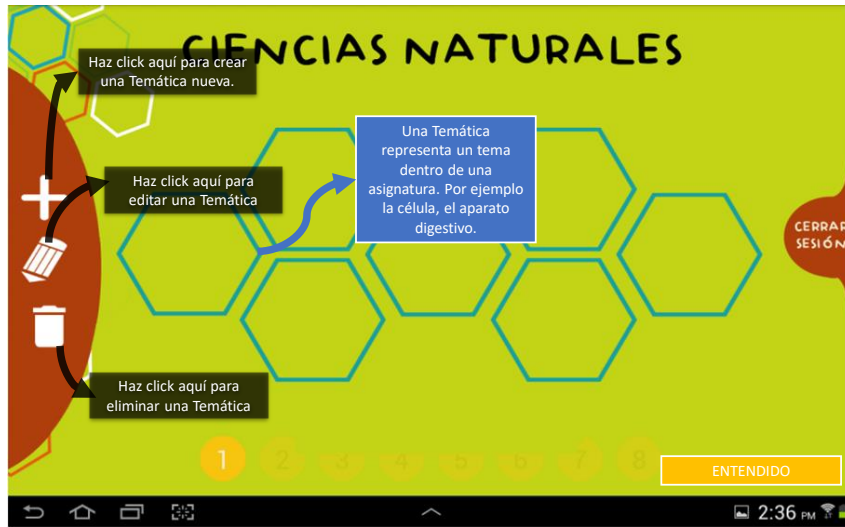 CIENCIAS NATURALES
Haz click aquí para crear
una Temática nueva.
Una Temática
representa un tema
dentro de una
asignatura. Por ejemplo
la célula, el aparato
digestivo.
Haz click aquí para
editar una Temática
CERRAR
SESIÓN
Haz click aquí para
eliminar una Temática
1 2 3 4 5 6 7 8
ENTENDIDO
2:36 PM